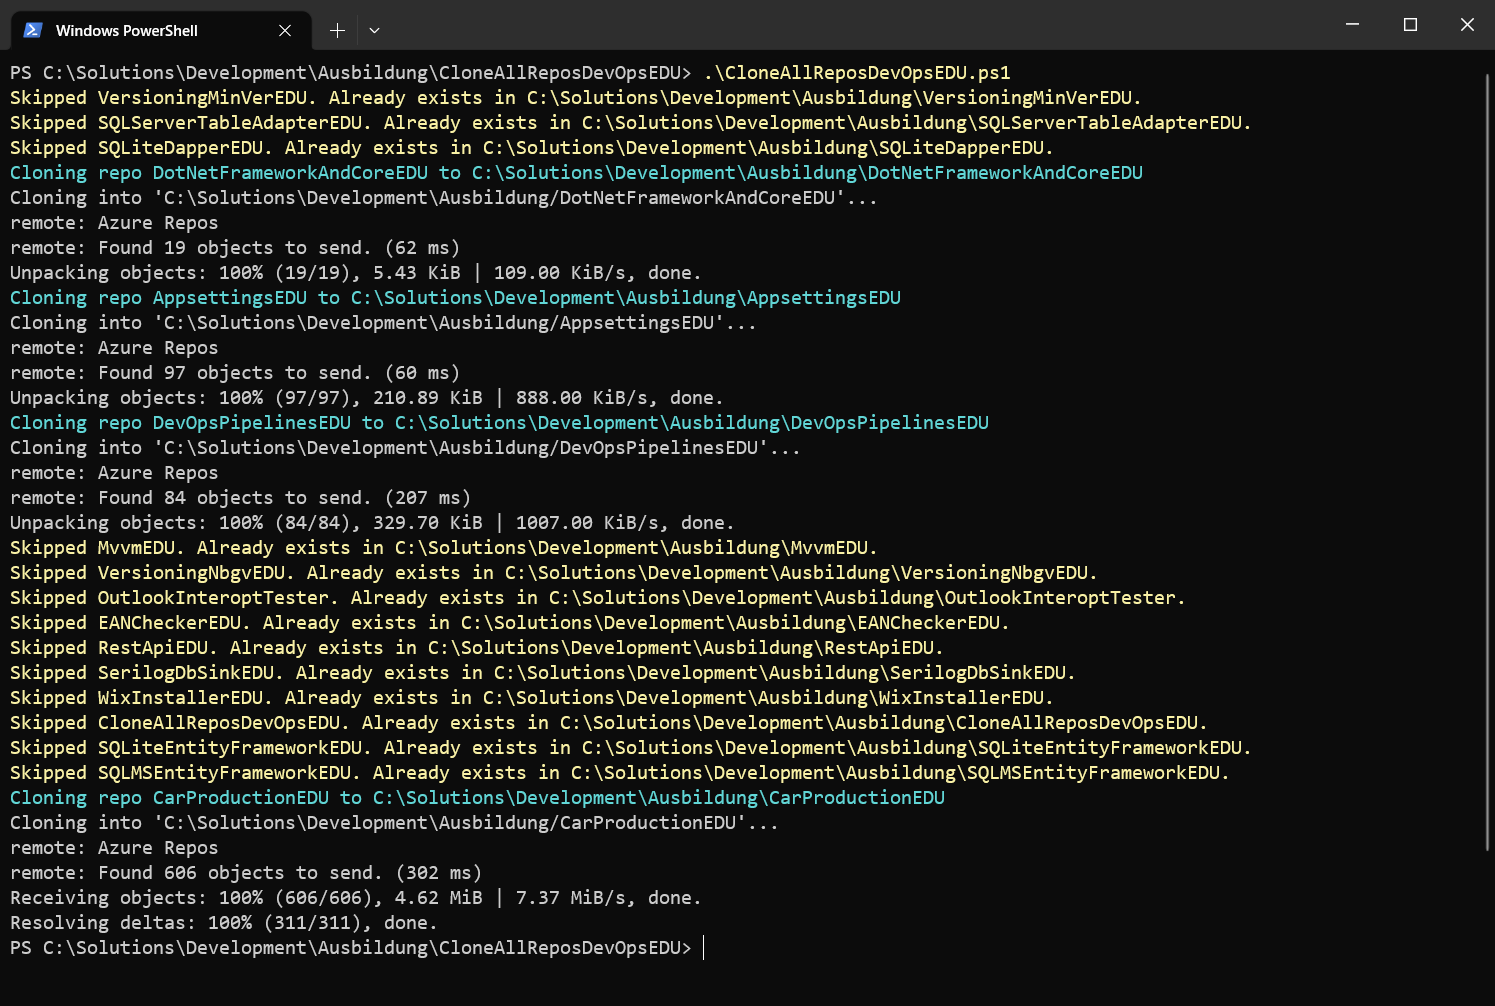 Windows PowerShell
PS C:\Solutions\Development\Ausbildung\CloneAllReposDevOpsEDU> .\CloneAllReposDevOpsEDU.ps1
Skipped VersioningMinVerEDU. Already exists in C:\Solutions\Development\Ausbildung\VersioningMinVerEDU.
Skipped SQLServerTableAdapterEDU. Already exists in C:\Solutions\Development\Ausbildung\SQLServerTableAdapterEDU.
Skipped SQLiteDapperEDU. Already exists in C:\Solutions\Development\Ausbildung\SQLiteDapperEDU.
Cloning repo DotNetFrameworkAndCoreEDU to C:\Solutions\Development\Ausbildung\DotNetFrameworkAndCoreEDU
Cloning into 'C:\Solutions\Development\Ausbildung/DotNetFrameworkAndCoreEDU'...
remote: Azure Repos
remote: Found 19 objects to send. (62 ms)
Unpacking objects: 100% (19/19), 5.43 KiB | 109.00 KiB/s, done.
Cloning repo AppsettingsEDU to C:\Solutions\Development\Ausbildung\AppsettingsEDU
Cloning into 'C:\Solutions\Development\Ausbildung/AppsettingsEDU'...
remote: Azure Repos
remote: Found 97 objects to send. (60 ms)
Unpacking objects: 100% (97/97), 210.89 KiB | 888.00 KiB/s, done.
Cloning repo DevOpsPipelinesEDU to C:\Solutions\Development\Ausbildung\DevOpsPipelinesEDU
Cloning into 'C:\Solutions\Development\Ausbildung/DevOpsPipelinesEDU'...
remote: Azure Repos
remote: Found 84 objects to send. (207 ms)
Unpacking objects: 100% (84/84), 329.70 KiB | 1007.00 KiB/s, done.
Skipped MvvmEDU. Already exists in C:\Solutions\Development\Ausbildung\MvvmEDU.
Skipped VersioningNbgvEDU. Already exists in C:\Solutions\Development\Ausbildung\VersioningNbgvEDU.
Skipped OutlookInteroptTester. Already exists in C:\Solutions\Development\Ausbildung\OutlookInteroptTester.
Skipped EANCheckerEDU. Already exists in C:\Solutions\Development\Ausbildung\EANCheckerEDU.
Skipped RestApiEDU. Already exists in C:\Solutions\Development\Ausbildung\RestApiEDU.
Skipped SerilogDbSinkEDU. Already exists in C:\Solutions\Development\Ausbildung\SerilogDbSinkEDU.
Skipped WixInstallerEDU. Already exists in C:\Solutions\Development\Ausbildung\WixInstallerEDU.
Skipped CloneAllReposDevOpsEDU. Already exists in C:\Solutions\Development\Ausbildung\CloneAllReposDevOpsEDU.
Skipped SQLiteEntityFrameworkEDU. Already exists in C:\Solutions\Development\Ausbildung\SQLiteEntityFrameworkEDU.
Skipped SQLMSEntityFrameworkEDU. Already exists in C:\Solutions\Development\Ausbildung\SQLMSEntityFrameworkEDU.
Cloning repo CarProductionEDU to C:\Solutions\Development\Ausbildung\CarProductionEDU
Cloning into 'C:\Solutions\Development\Ausbildung/CarProductionEDU'...
remote: Azure Repos
remote: Found 606 objects to send. (302 ms)
Receiving objects: 100% (606/606), 4.62 MiB | 7.37 MiB/s, done.
Resolving deltas: 100% (311/311), done.
PS C:\Solutions\Development\Ausbildung\CloneAllReposDevOpsEDU>